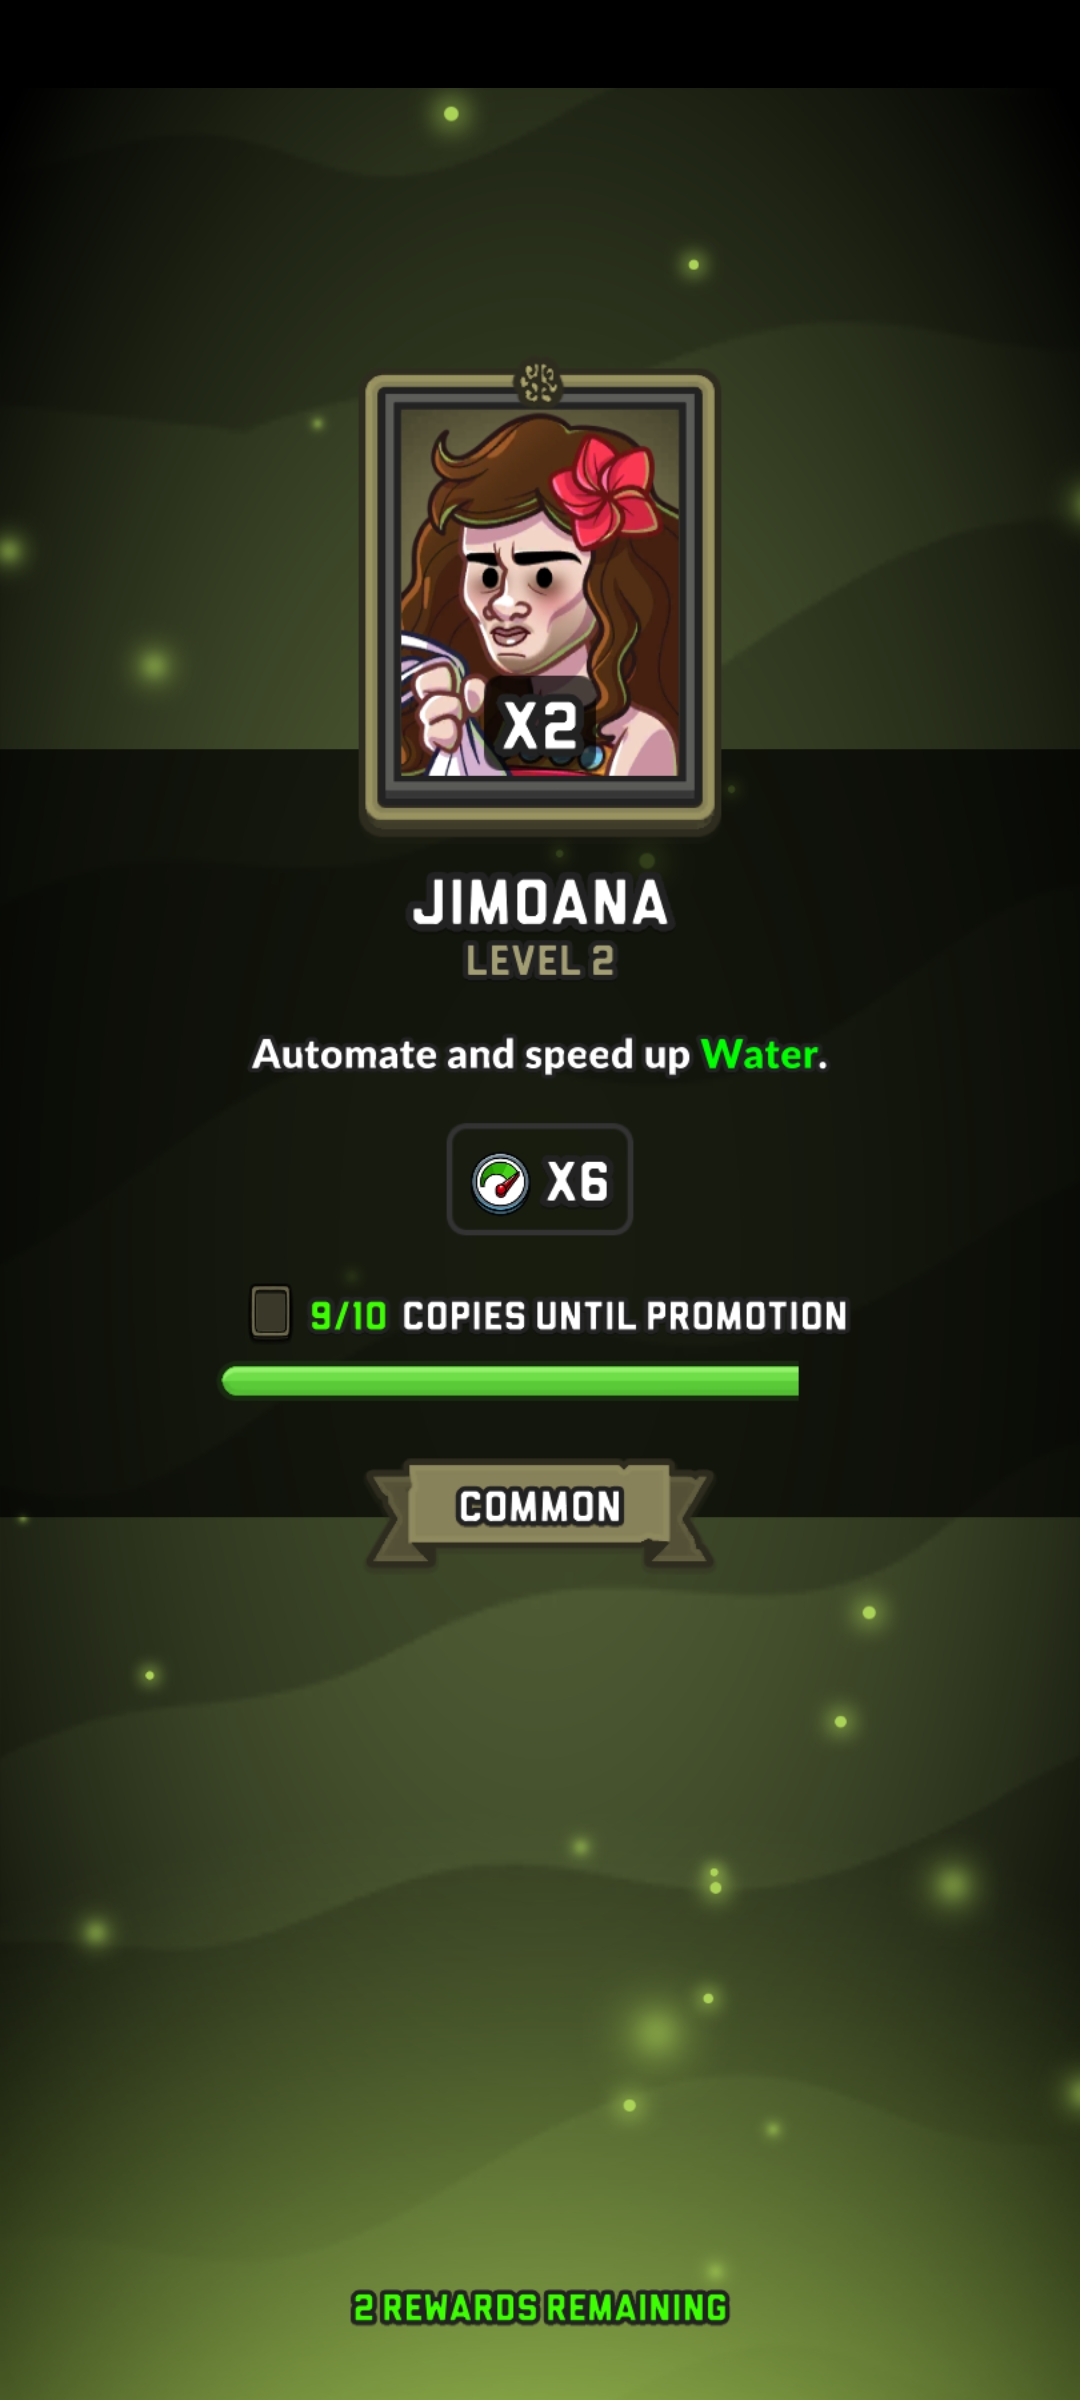 X2
JIMOANA
LEVEL 2
Automate and speed up Water.
X6
9/10 COPIES UNTIL PROMOTION
COMMON
2 REWARDS REMAINING